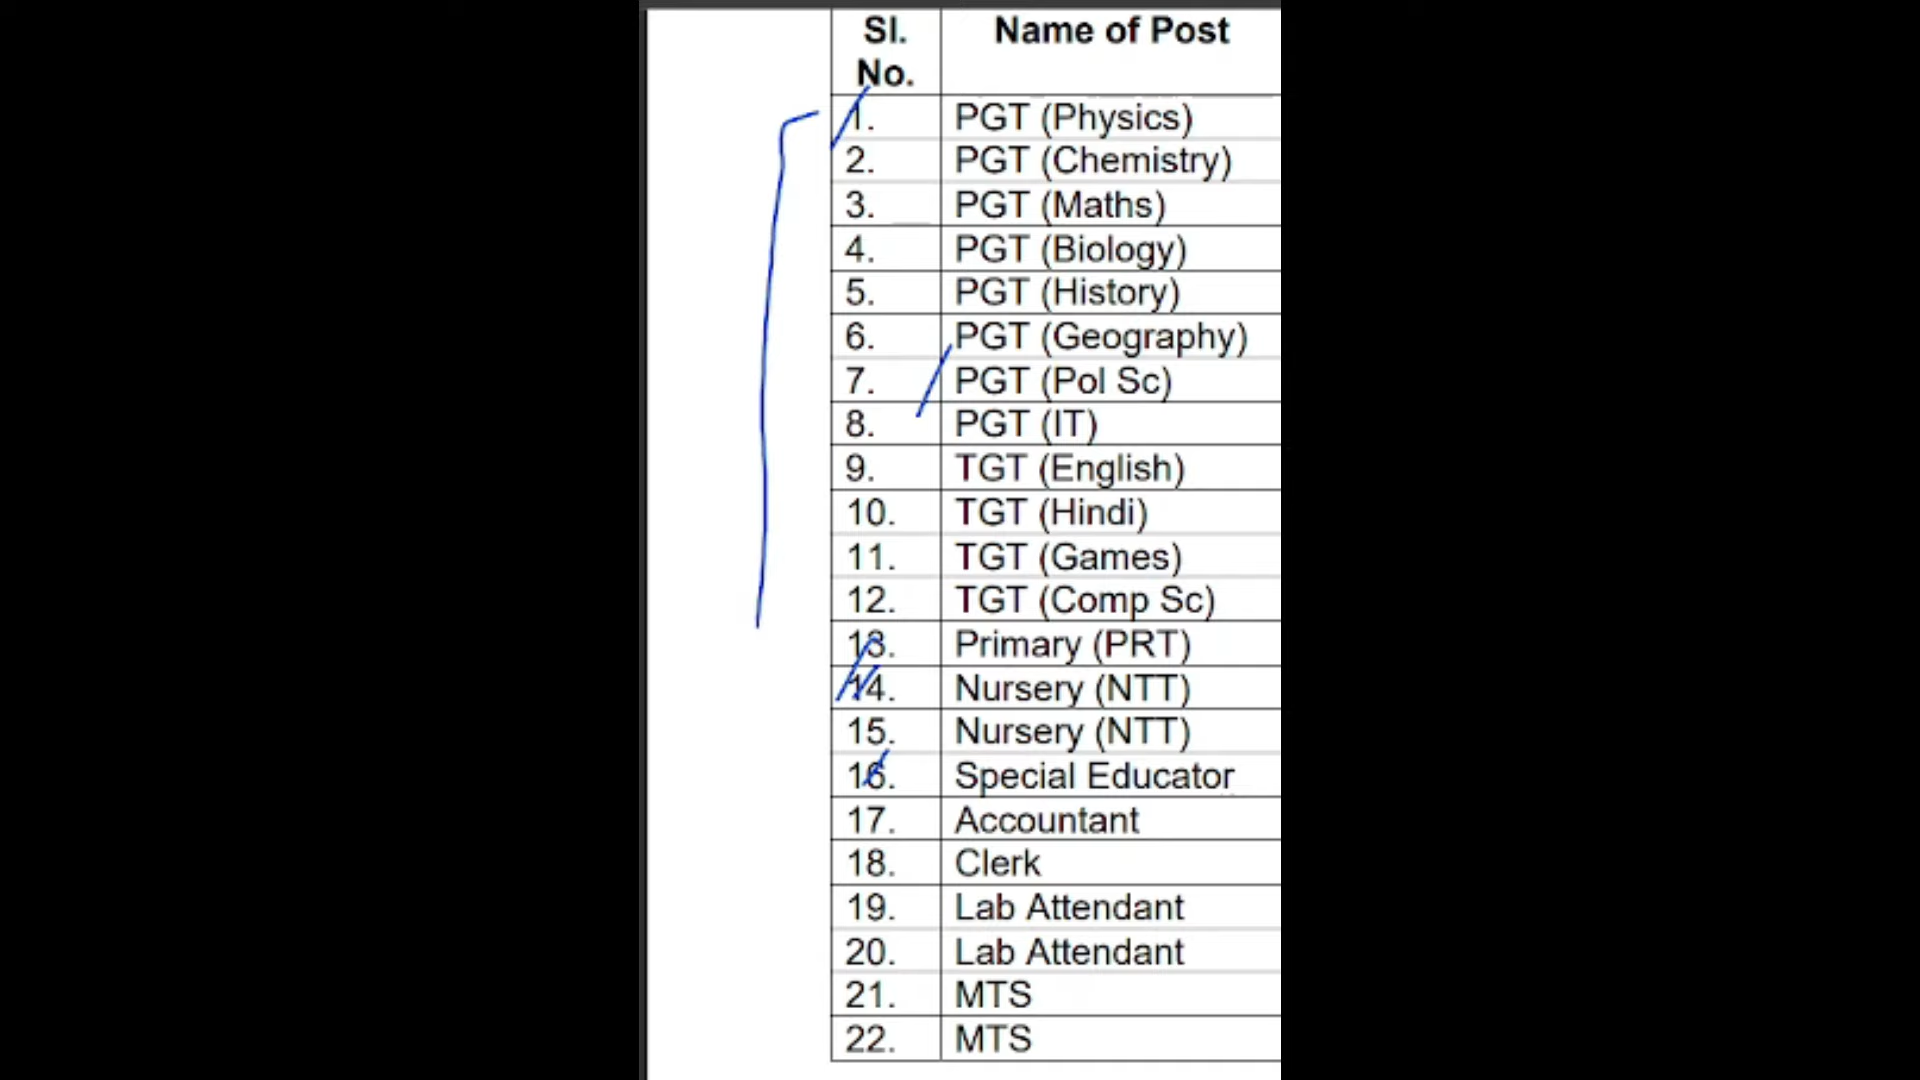 Sl. No. Name of Post
1. PGT (Physics)
2. PGT (Chemistry)
3. PGT (Maths)
4. PGT (Biology)
5. PGT (History)
6. PGT (Geography)
7. PGT (Pol Sc)
8. PGT (IT)
9. TGT (English)
10. TGT (Hindi)
11. TGT (Games)
12. TGT (Comp Sc)
13. Primary (PRT)
14. Nursery (NTT)
15. Nursery (NTT)
16. Special Educator
17. Accountant
18. Clerk
19. Lab Attendant
20. Lab Attendant
21. MTS
22. MTS